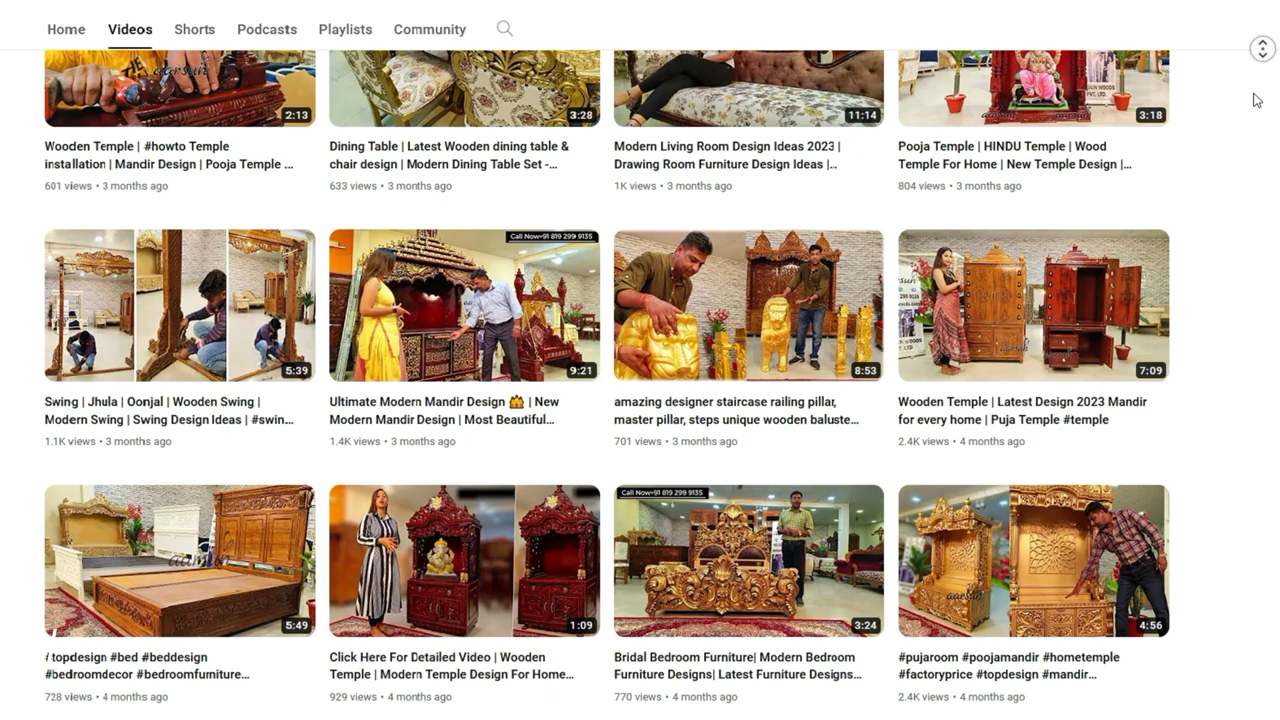 Home Videos Shorts Podcasts Playlists Community
aarsun
2:13
3:28
11:14
3:18
Wooden Temple | #howto Temple
installation | Mandir Design | Pooja Temple ...
601 views • 3 months ago
Dining Table | Latest Wooden dining table &
chair design | Modern Dining Table Set -...
633 views • 3 months ago
Modern Living Room Design Ideas 2023 |
Drawing Room Furniture Design Ideas |...
1K views • 3 months ago
Pooja Temple | HINDU Temple | Wood
Temple For Home | New Temple Design |...
804 views • 3 months ago
5:39
Call Now+91 819 299 9135
9:21
8:53
7:09
Swing | Jhula | Oonjal | Wooden Swing |
Modern Swing | Swing Design Ideas | #swin...
1.1K views • 3 months ago
Ultimate Modern Mandir Design 🕌 | New
Modern Mandir Design | Most Beautiful...
1.4K views • 3 months ago
amazing designer staircase railing pillar,
master pillar, steps unique wooden baluste...
701 views • 3 months ago
Wooden Temple | Latest Design 2023 Mandir
for every home | Puja Temple #temple
2.4K views • 4 months ago
aarsun
5:49
1:09
Call Now+91 819 299 9135
3:24
aarsun
4:56
#topdesign #bed #beddesign
#bedroomdecor #bedroomfurniture...
728 views • 4 months ago
Click Here For Detailed Video | Wooden
Temple | Modern Temple Design For Home...
929 views • 4 months ago
Bridal Bedroom Furniture| Modern Bedroom
Furniture Designs| Latest Furniture Designs...
770 views • 4 months ago
#pujaroom #poojamandir #hometemple
#factoryprice #topdesign #mandir...
2.4K views • 4 months ago